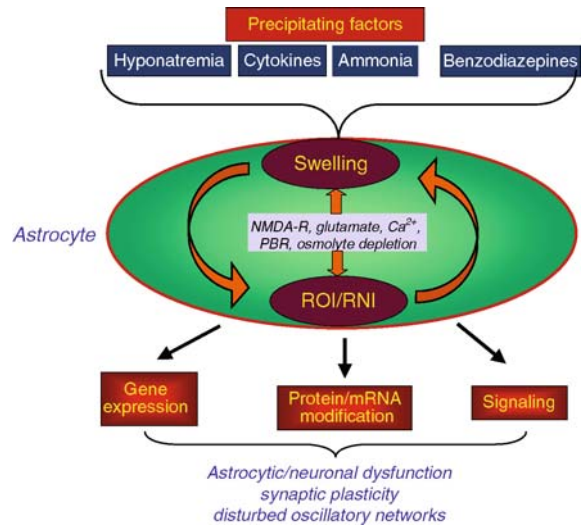 Precipitating factors
Hyponatremia
Cytokines
Ammonia
Benzodiazepines
Swelling
Astrocyte
NMDA-R, glutamate, Ca²⁺,
PBR, osmolyte depletion
ROI/RNI
Gene
expression
Protein/mRNA
modification
Signaling
Astrocytic/neuronal dysfunction
synaptic plasticity
disturbed oscillatory networks